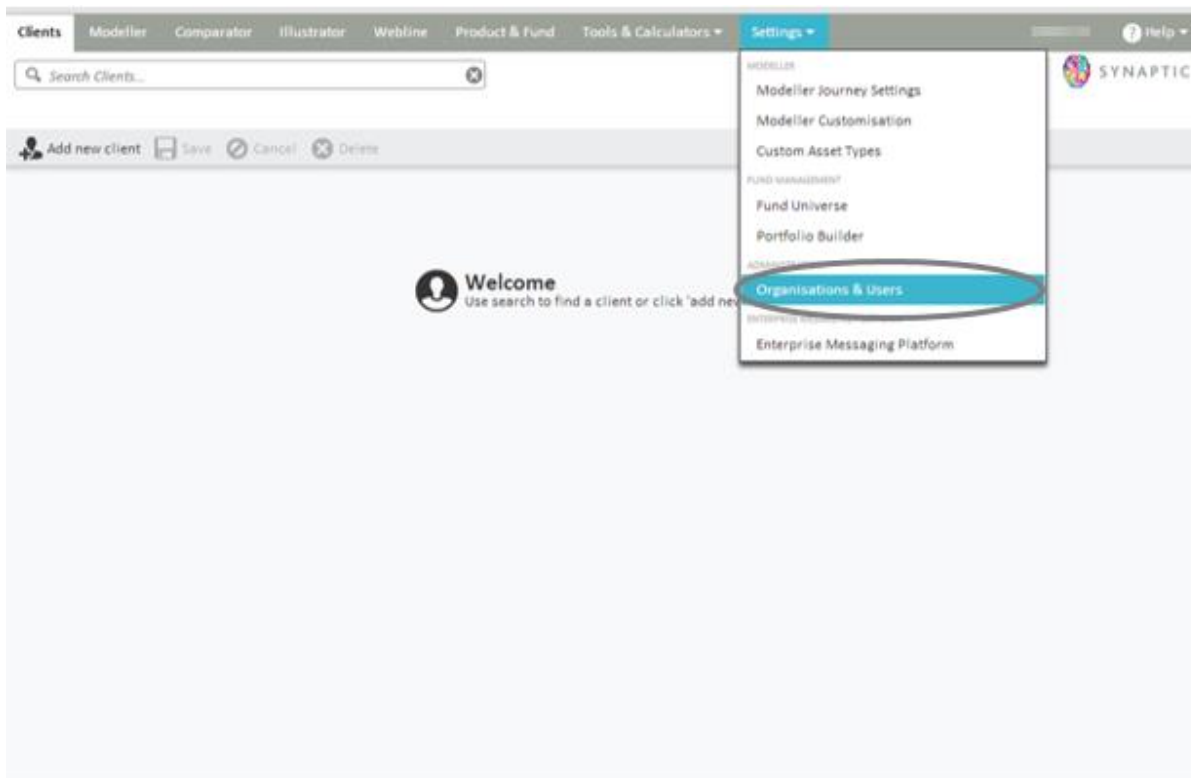 Clients Modeller Comparator Illustrator Webline Product & Fund Tools & Calculators Settings Help
Search Clients...
SYNAPTIC
MODELLER
Modeller Journey Settings
Modeller Customisation
Custom Asset Types
Add new client Save Cancel Delete
FUND MANAGEMENT
Fund Universe
Portfolio Builder
Welcome
Use search to find a client or click 'add new
Organisations & Users
Enterprise Messaging Platform